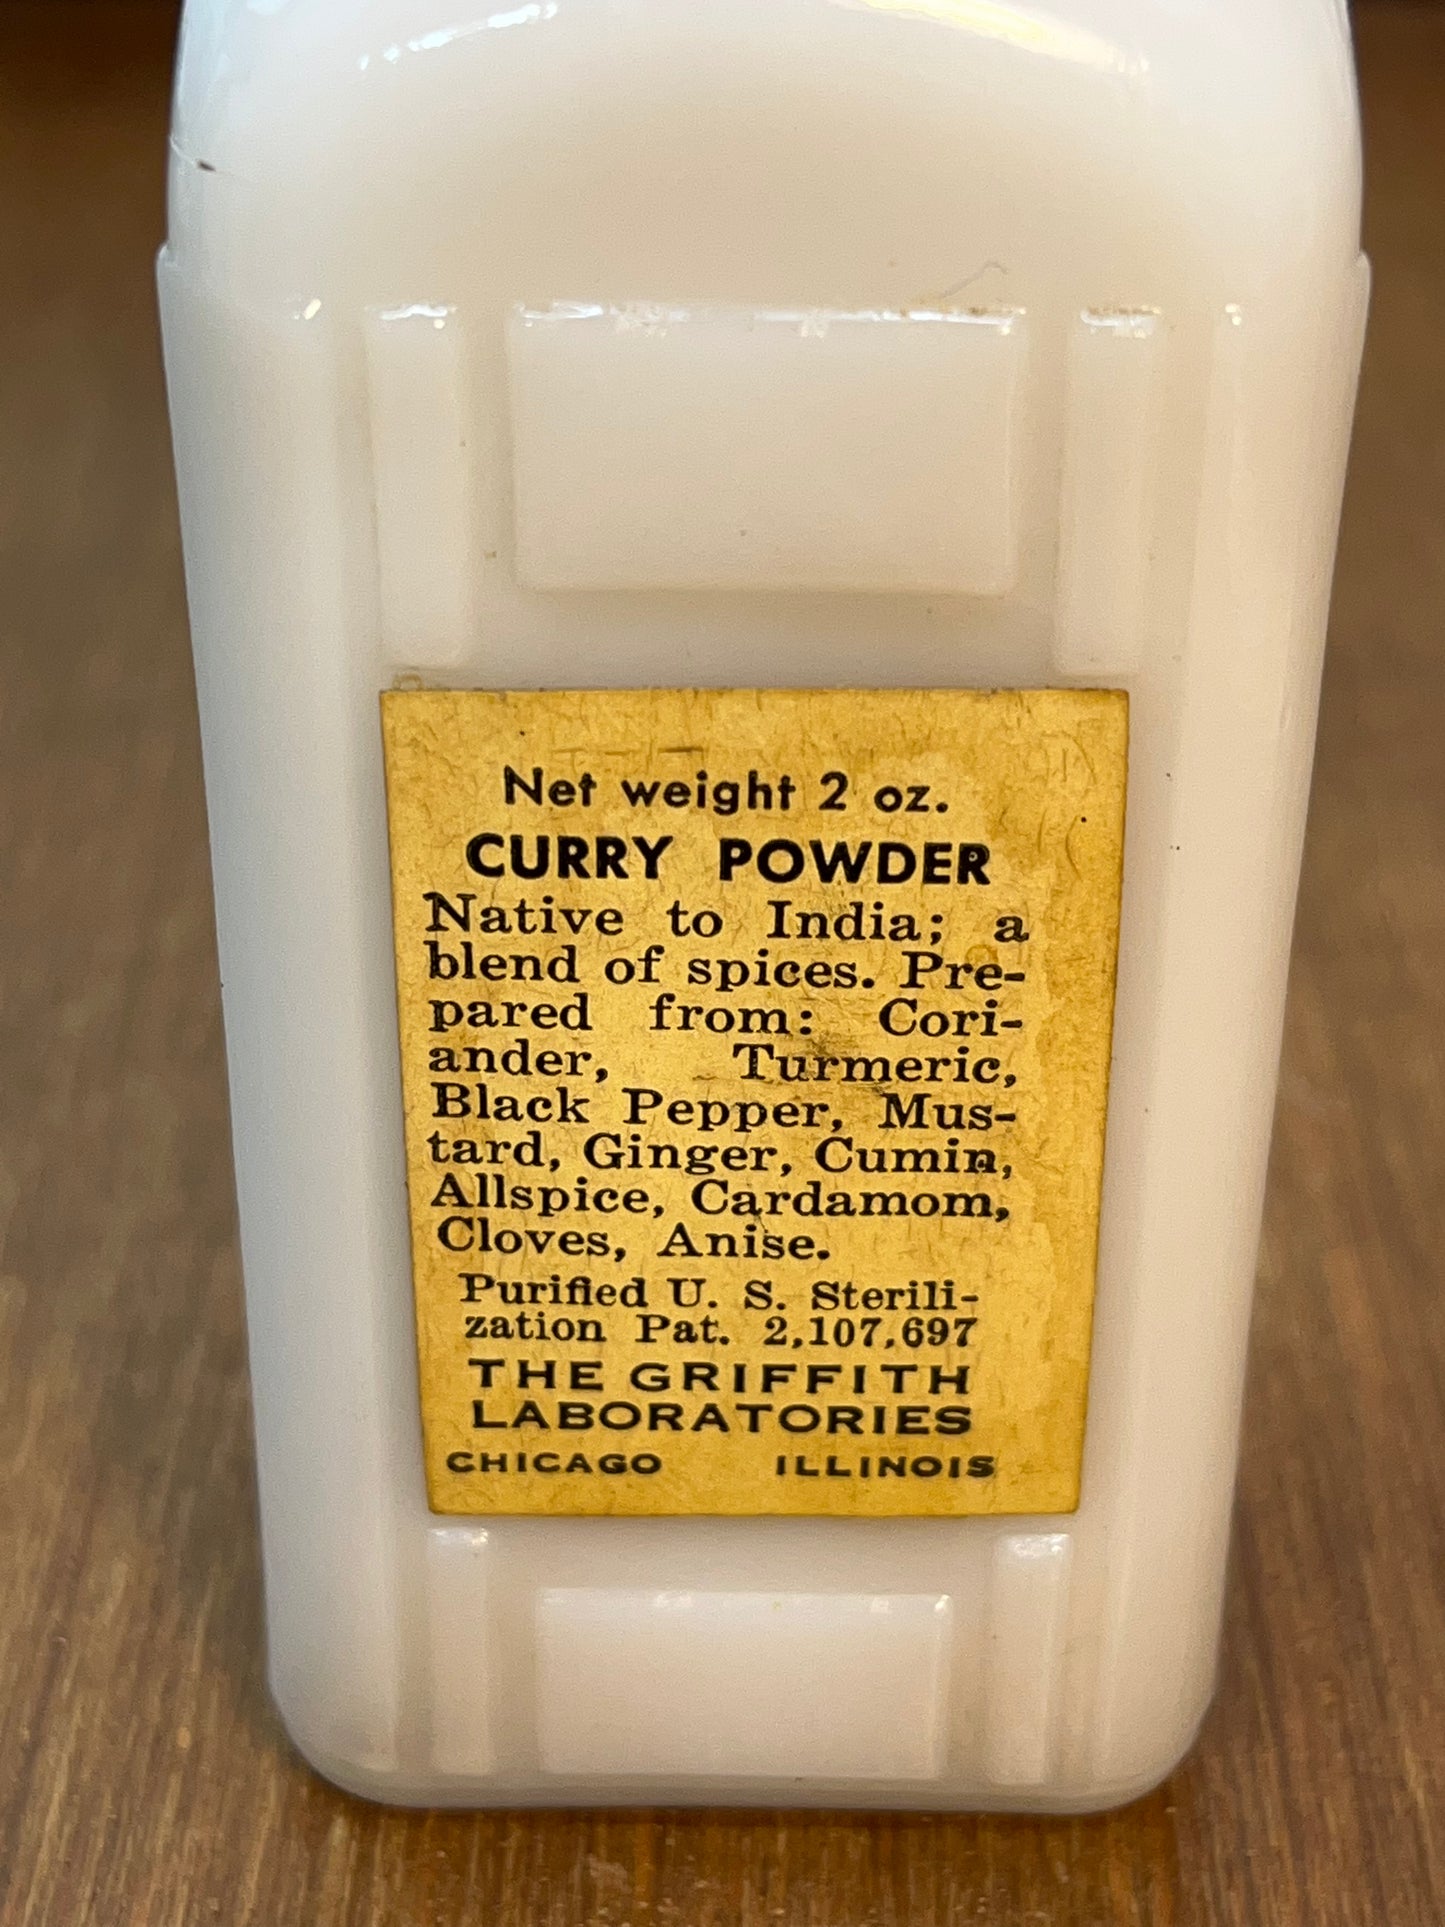 Net weight 2 oz.
CURRY POWDER
Native to India; a
blend of spices. Pre-
pared from: Cori-
ander, Turmeric,
Black Pepper, Mus-
tard, Ginger, Cumin,
Allspice, Cardamom,
Cloves, Anise.
Purified U. S. Sterili-
zation Pat. 2,107,697
THE GRIFFITH
LABORATORIES
CHICAGO ILLINOIS